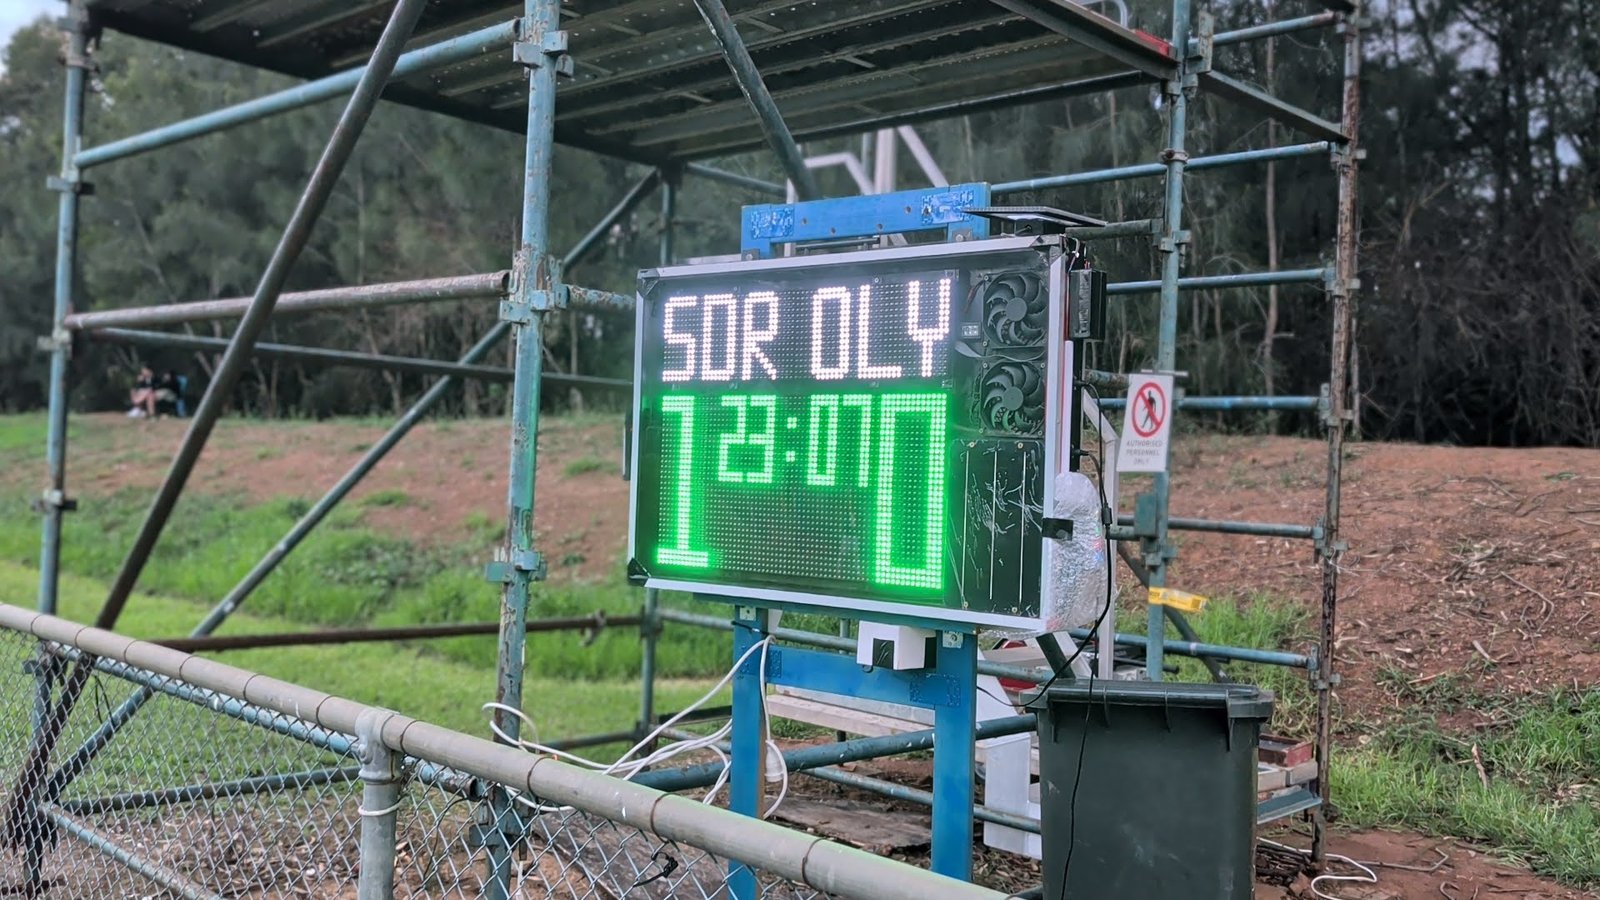 SDR OLY
1 23:07 0
AUTHORISED
PERSONNEL
ONLY